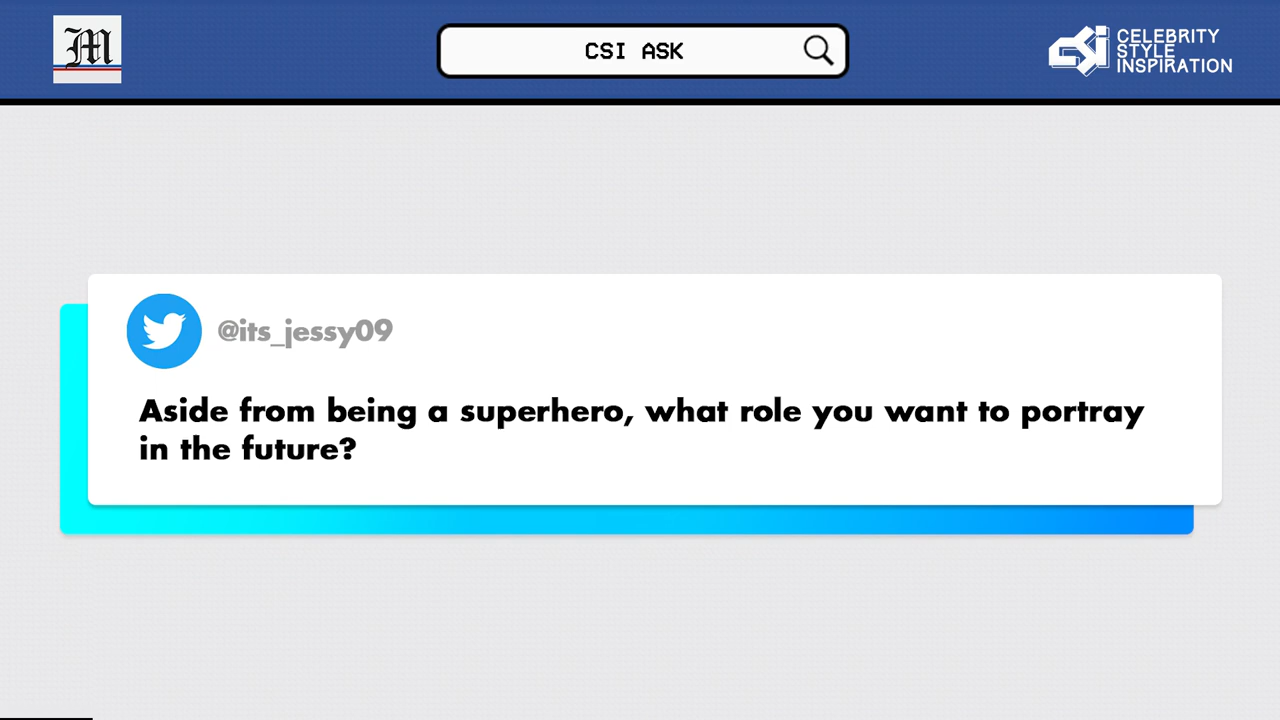 M
CSI ASK
CSI
CELEBRITY
STYLE
INSPIRATION
@its_jessy09
Aside from being a superhero, what role you want to portray
in the future?